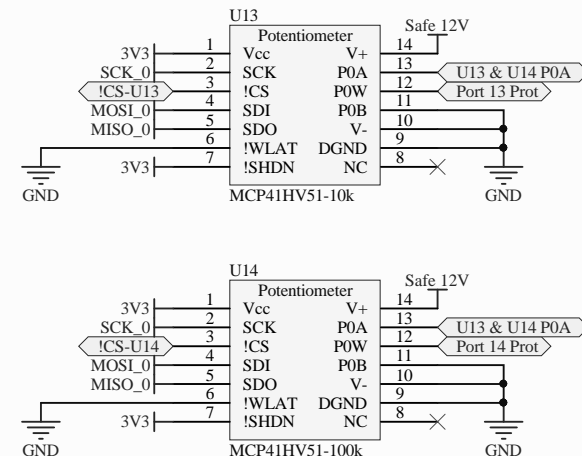 U13
Safe 12V
Potentiometer
3V3 1 Vcc V+ 14
SCK_0 2 SCK P0A 13 U13 & U14 P0A
!CS-U13 3 !CS P0W 12 Port 13 Prot
MOSI_0 4 SDI P0B 11
MISO_0 5 SDO V- 10
6 !WLAT DGND 9
3V3 7 !SHDN NC 8
GND MCP41HV51-10k GND
U14
Safe 12V
Potentiometer
3V3 1 Vcc V+ 14
SCK_0 2 SCK P0A 13 U13 & U14 P0A
!CS-U14 3 !CS P0W 12 Port 14 Prot
MOSI_0 4 SDI P0B 11
MISO_0 5 SDO V- 10
6 !WLAT DGND 9
3V3 7 !SHDN NC 8
GND MCP41HV51-100k GND